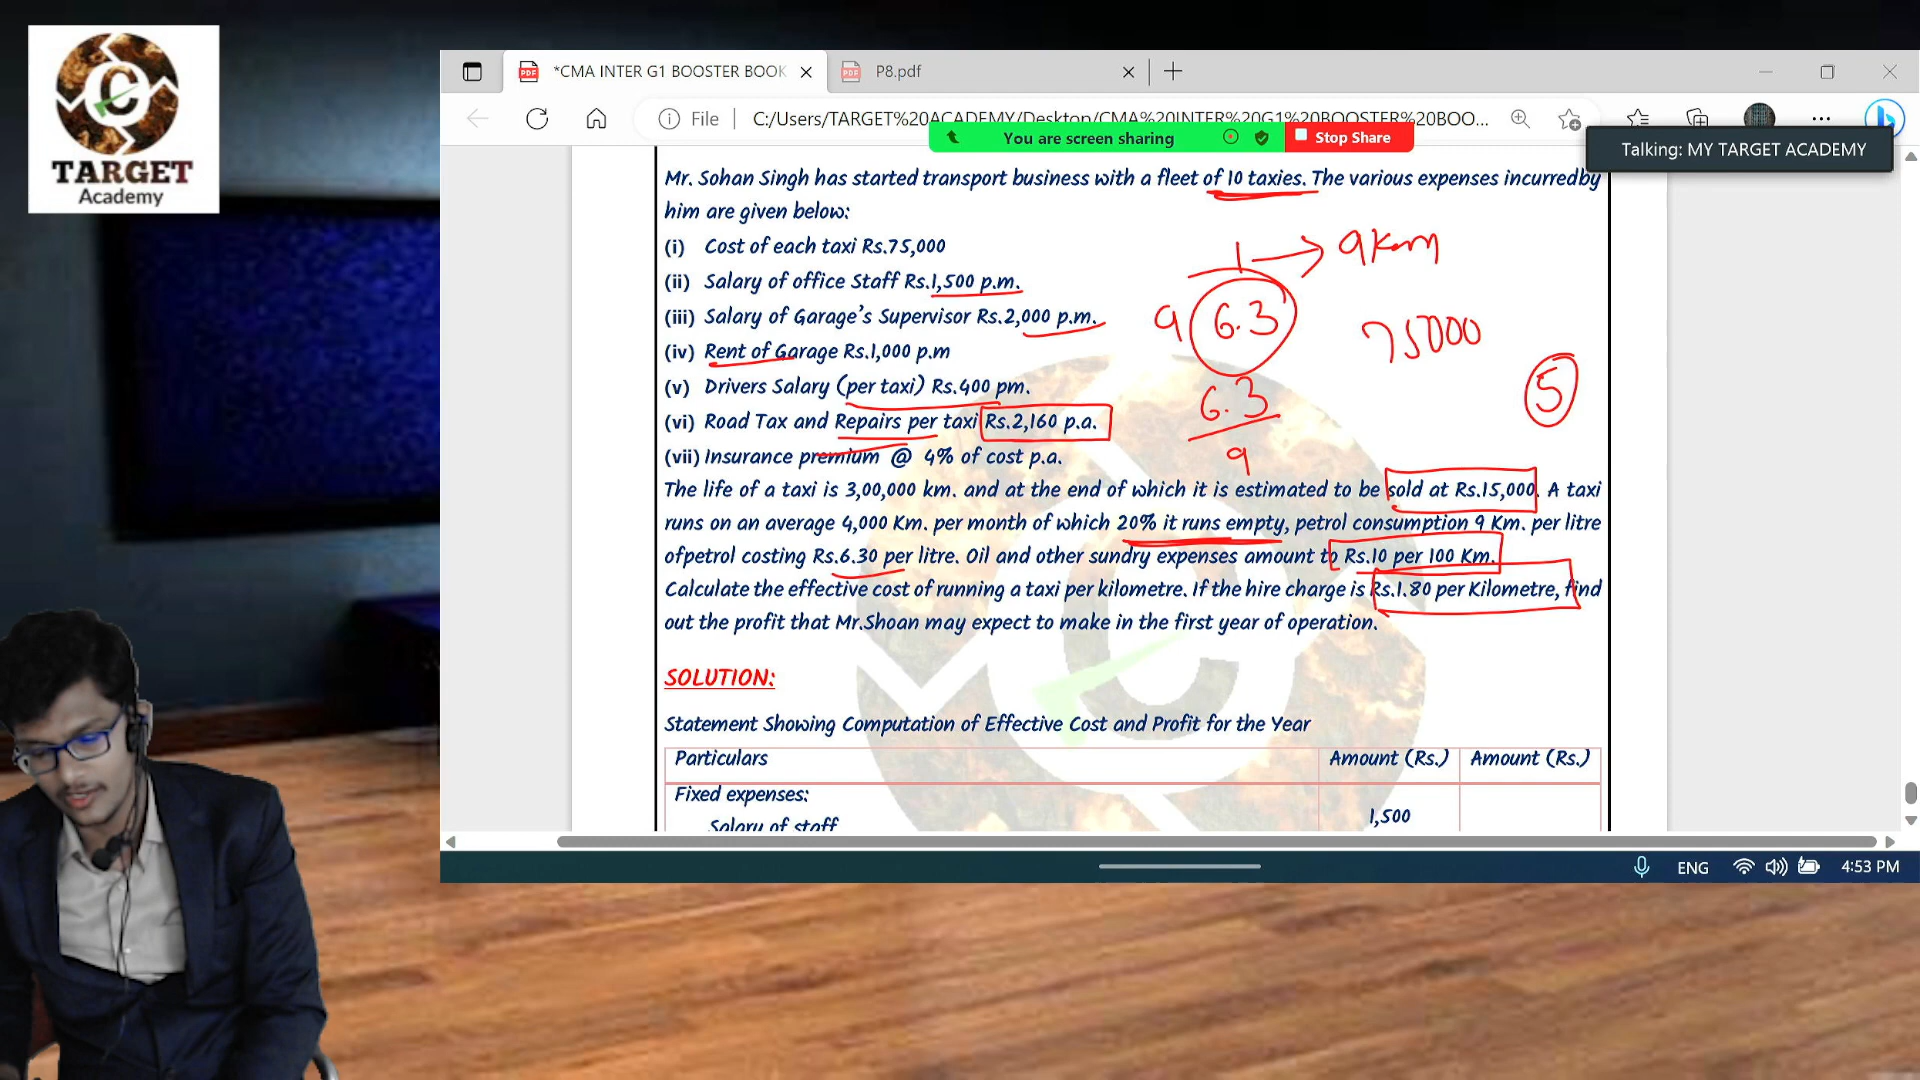 TARGET
Academy
*CMA INTER G1 BOOSTER BOOK
P8.pdf
File
C:/Users/TARGET%20ACADEMY/Desktop/CMA%20INTER%20G1%20BOOSTER%20BOO...
You are screen sharing
Stop Share
Talking: MY TARGET ACADEMY
Mr. Sohan Singh has started transport business with a fleet of 10 taxies. The various expenses incurredby
him are given below:
(i) Cost of each taxi Rs.75,000
(ii) Salary of office Staff Rs.1,500 p.m.
(iii) Salary of Garage's Supervisor Rs.2,000 p.m.
(iv) Rent of Garage Rs.1,000 p.m
(v) Drivers Salary (per taxi) Rs.400 pm.
(vi) Road Tax and Repairs per taxi Rs.2,160 p.a.
(vii) Insurance premium @ 4% of cost p.a.
1 → 9km
9 6.3
75000
6.3
9
5
The life of a taxi is 3,00,000 km. and at the end of which it is estimated to be sold at Rs.15,000. A taxi
runs on an average 4,000 Km. per month of which 20% it runs empty, petrol consumption 9 Km. per litre
ofpetrol costing Rs.6.30 per litre. Oil and other sundry expenses amount to Rs.10 per 100 Km.
Calculate the effective cost of running a taxi per kilometre. If the hire charge is Rs.1.80 per Kilometre, find
out the profit that Mr.Shoan may expect to make in the first year of operation.
SOLUTION:
Statement Showing Computation of Effective Cost and Profit for the Year
Particulars Amount (Rs.) Amount (Rs.)
Fixed expenses:
Salary of staff 1,500
ENG 4:53 PM